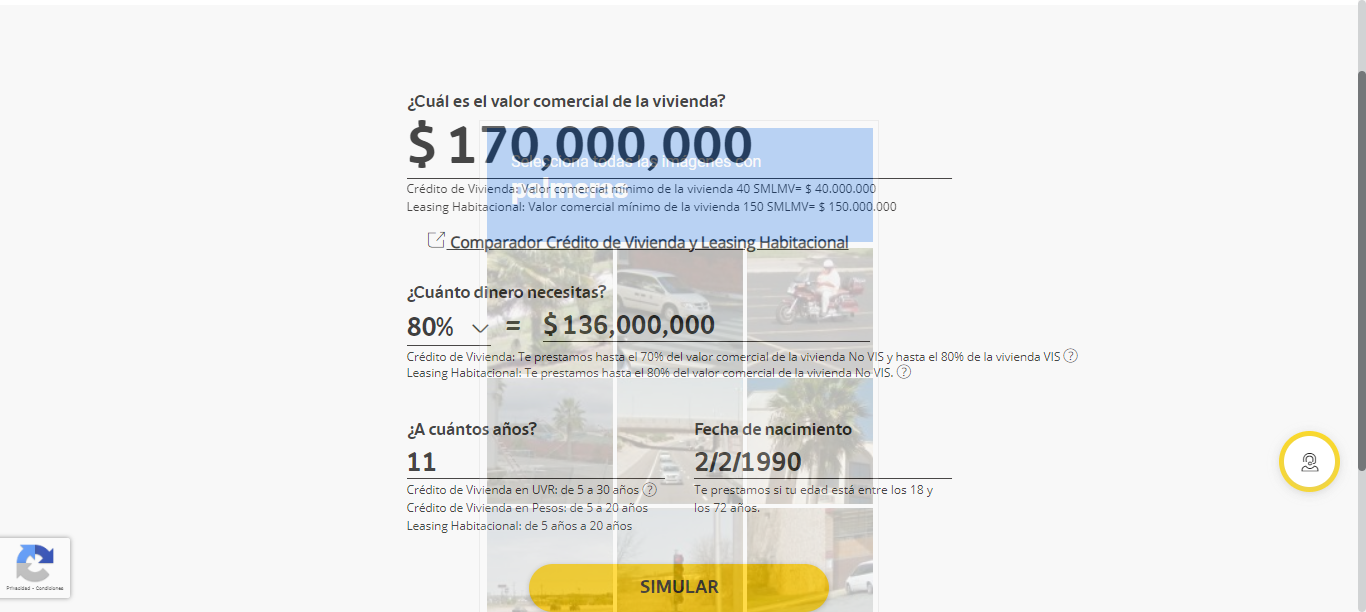 ¿Cuál es el valor comercial de la vivienda?
$ 170,000,000
Selecciona todas las imágenes con
palmeras
Crédito de Vivienda: Valor comercial mínimo de la vivienda 40 SMLMV= $ 40.000.000
Leasing Habitacional: Valor comercial mínimo de la vivienda 150 SMLMV= $ 150.000.000
Comparador Crédito de Vivienda y Leasing Habitacional
¿Cuánto dinero necesitas?
80% = $ 136,000,000
Crédito de Vivienda: Te prestamos hasta el 70% del valor comercial de la vivienda No VIS y hasta el 80% de la vivienda VIS ?
Leasing Habitacional: Te prestamos hasta el 80% del valor comercial de la vivienda No VIS. ?
¿A cuántos años?
11
Crédito de Vivienda en UVR: de 5 a 30 años ?
Crédito de Vivienda en Pesos: de 5 a 20 años
Leasing Habitacional: de 5 años a 20 años
Fecha de nacimiento
2/2/1990
Te prestamos si tu edad está entre los 18 y
los 72 años.
SIMULAR
Privacidad - Condiciones